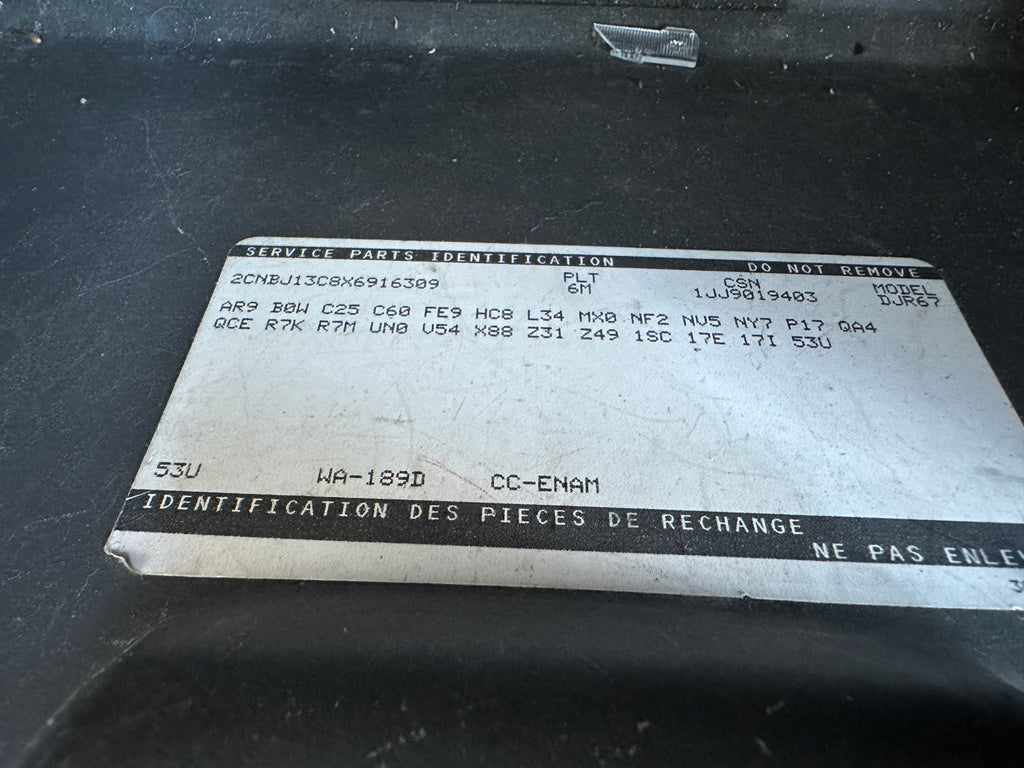 SERVICE PARTS IDENTIFICATION DO NOT REMOVE
2CNBJ13C8X6916309 PLT 6M CSN 1JJ9019403 MODEL DJR67
AR9 B0W C25 C60 FE9 HC8 L34 MX0 NF2 NV5 NY7 P17 QA4
QCE R7K R7M UN0 V54 X88 Z31 Z49 1SC 17E 17I 53U
53U WA-189D CC-ENAM
IDENTIFICATION DES PIECES DE RECHANGE
NE PAS